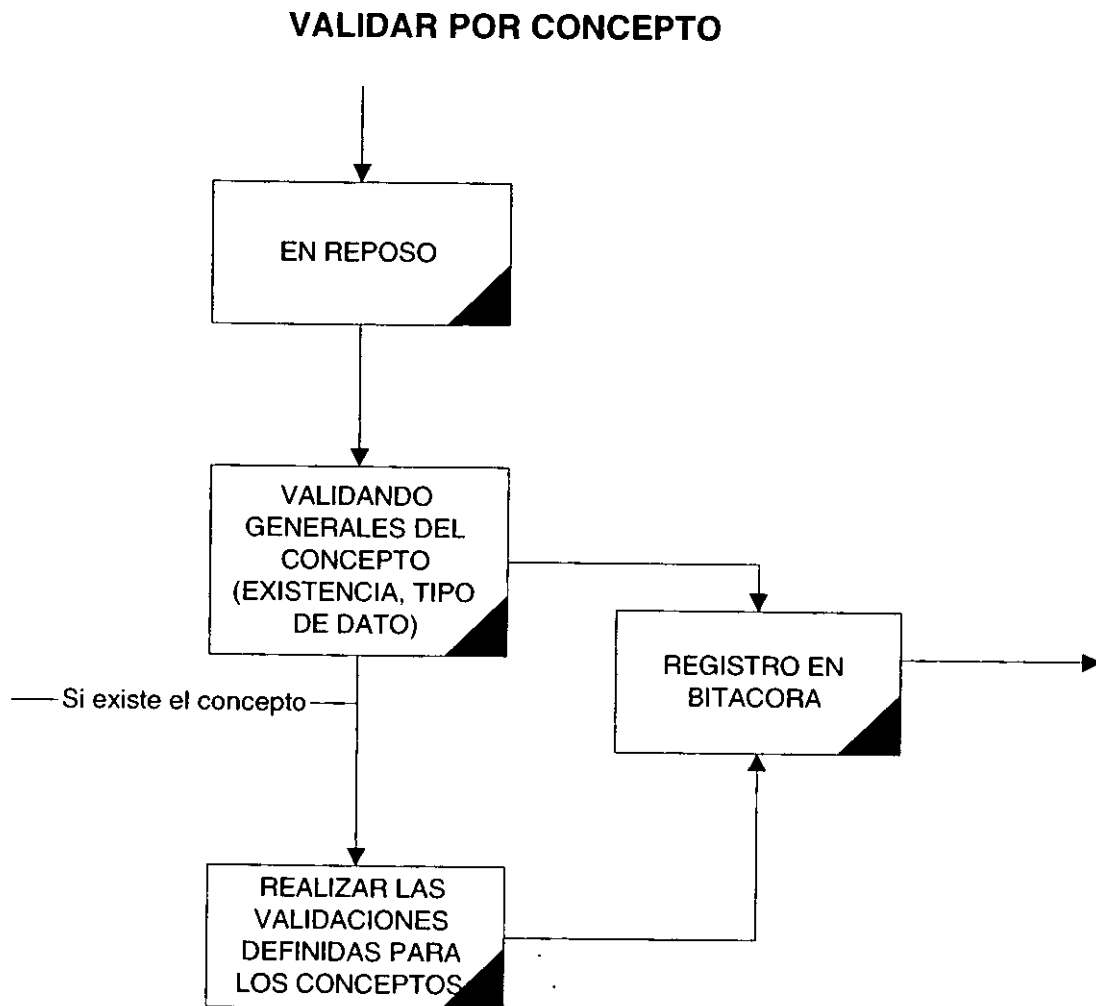 VALIDAR POR CONCEPTO
EN REPOSO
VALIDANDO
GENERALES DEL
CONCEPTO
(EXISTENCIA, TIPO
DE DATO)
REGISTRO EN
BITACORA
Si existe el concepto
REALIZAR LAS
VALIDACIONES
DEFINIDAS PARA
LOS CONCEPTOS